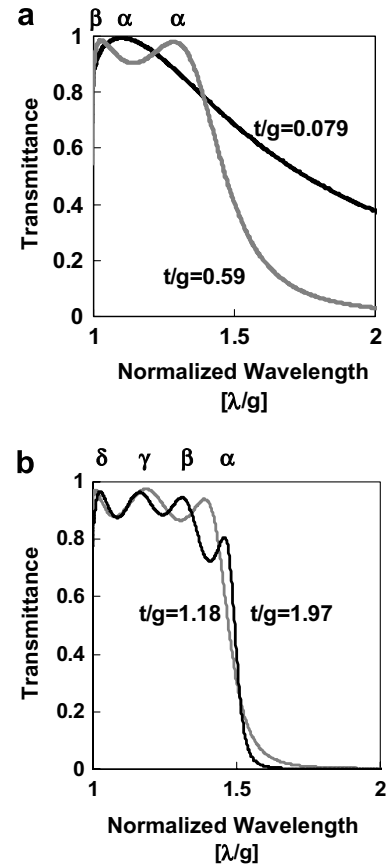 a
β α α
1
0.8
0.6
0.4
0.2
0
Transmittance
t/g=0.079
t/g=0.59
1 1.5 2
Normalized Wavelength
[λ/g]
b
δ γ β α
1
0.8
0.6
0.4
0.2
0
Transmittance
t/g=1.18 t/g=1.97
1 1.5 2
Normalized Wavelength
[λ/g]